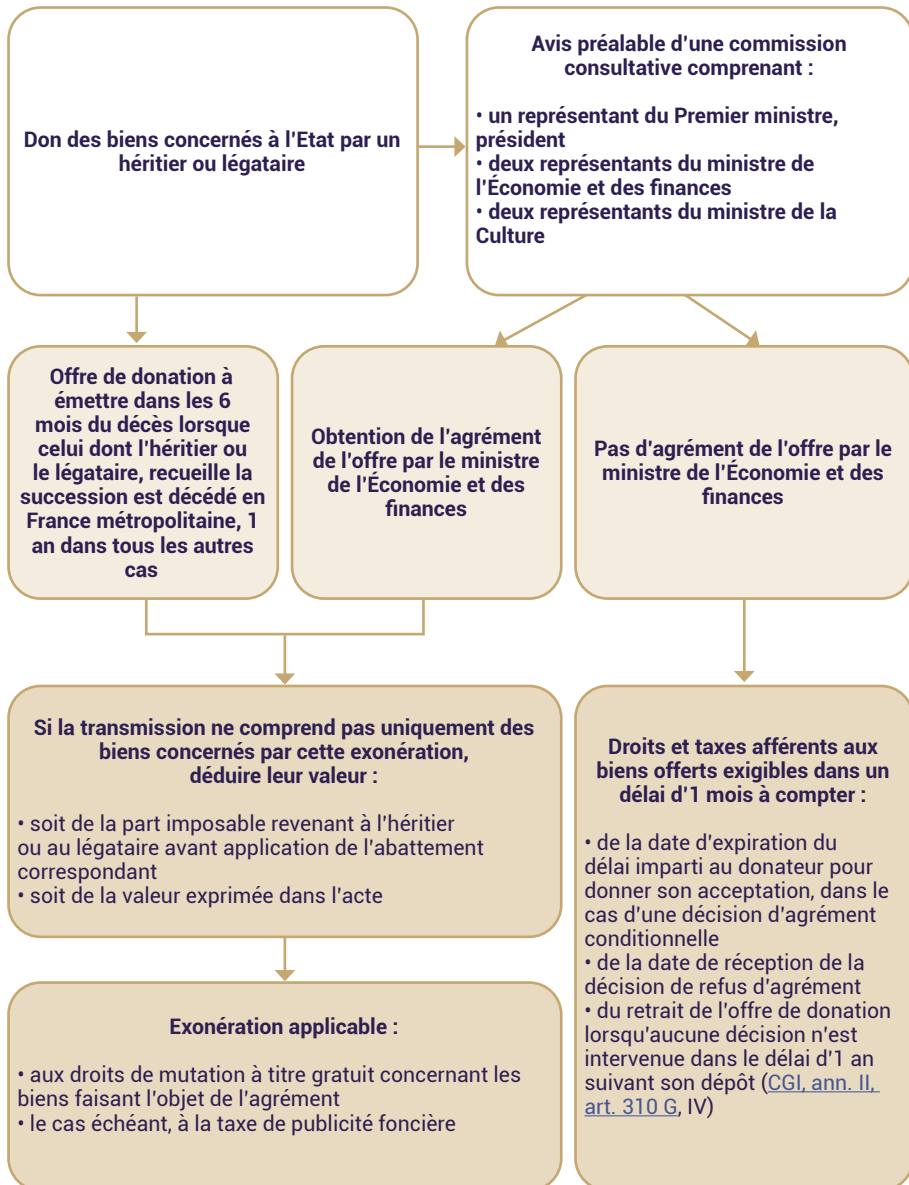 Don des biens concernés à l'Etat par un
héritier ou légataire
Avis préalable d'une commission
consultative comprenant :
• un représentant du Premier ministre,
président
• deux représentants du ministre de
l'Économie et des finances
• deux représentants du ministre de la
Culture
Offre de donation à
émettre dans les 6
mois du décès lorsque
celui dont l'héritier ou
le légataire, recueille la
succession est décédé en
France métropolitaine, 1
an dans tous les autres
cas
Obtention de l'agrément
de l'offre par le ministre
de l'Économie et des
finances
Pas d'agrément de l'offre par le
ministre de l'Économie et des
finances
Si la transmission ne comprend pas uniquement des
biens concernés par cette exonération,
déduire leur valeur :
• soit de la part imposable revenant à l'héritier
ou au légataire avant application de l'abattement
correspondant
• soit de la valeur exprimée dans l'acte
Droits et taxes afférents aux
biens offerts exigibles dans un
délai d'1 mois à compter :
• de la date d'expiration du
délai imparti au donateur pour
donner son acceptation, dans le
cas d'une décision d'agrément
conditionnelle
• de la date de réception de la
décision de refus d'agrément
• du retrait de l'offre de donation
lorsqu'aucune décision n'est
intervenue dans le délai d'1 an
suivant son dépôt (CGI, ann. II,
art. 310 G, IV)
Exonération applicable :
• aux droits de mutation à titre gratuit concernant les
biens faisant l'objet de l'agrément
• le cas échéant, à la taxe de publicité foncière